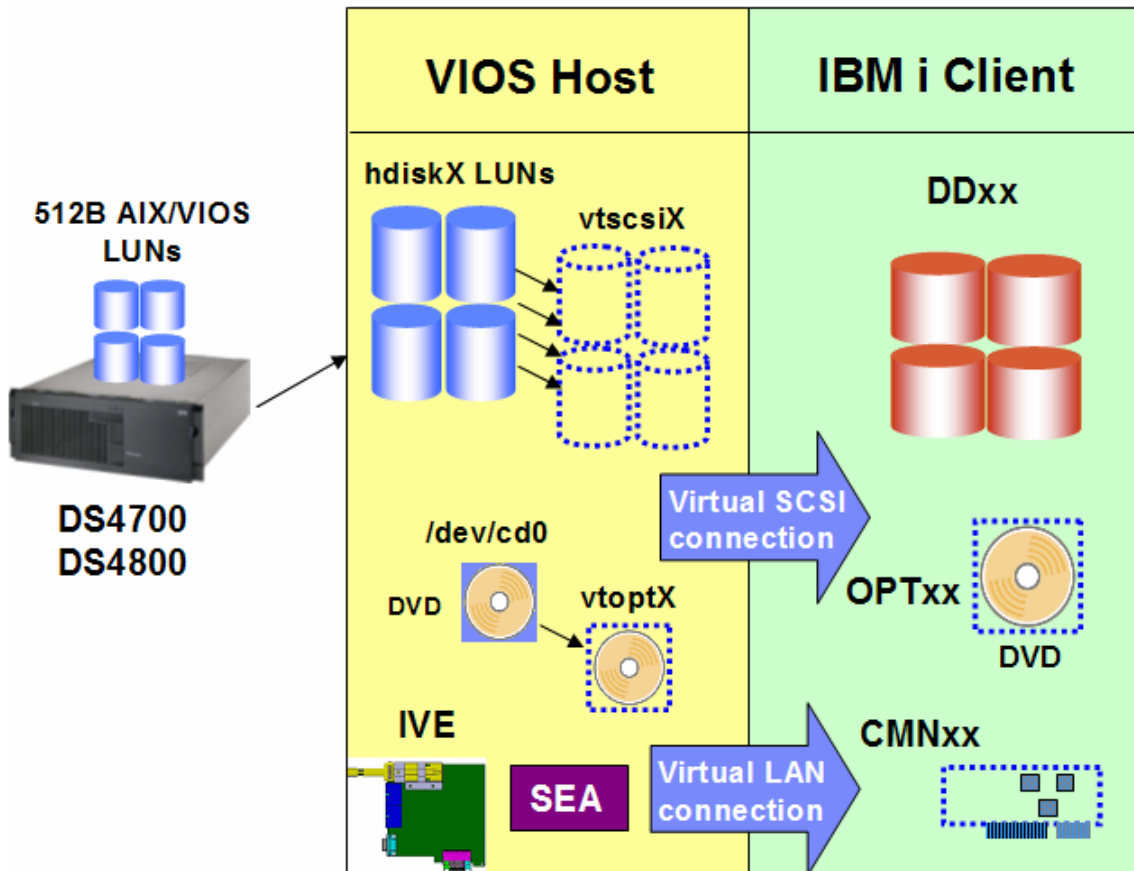 VIOS Host
IBM i Client
hdiskX LUNs
512B AIX/VIOS
LUNs
vtscsiX
DDxx
DS4700
DS4800
Virtual SCSI
connection
/dev/cd0
DVD
vtoptX
OPTxx
DVD
IVE
SEA
Virtual LAN
connection
CMNxx